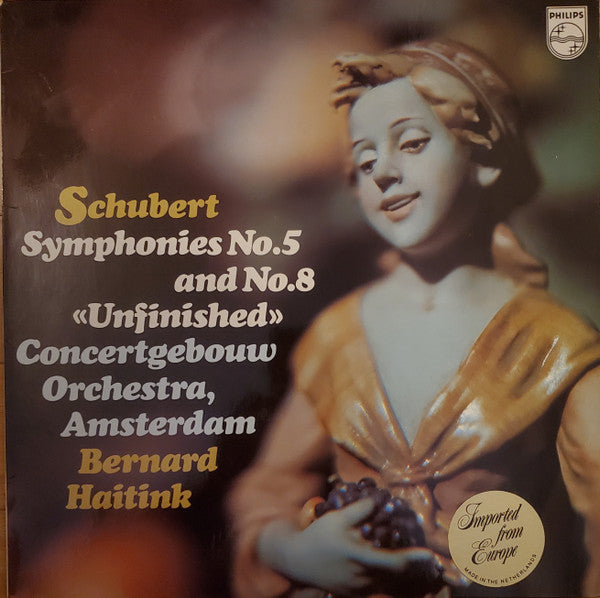 PHILIPS
Schubert
Symphonies No.5
and No.8
«Unfinished»
Concertgebouw
Orchestra,
Amsterdam
Bernard
Haitink
Imported
from
Europe
MADE IN THE NETHERLANDS